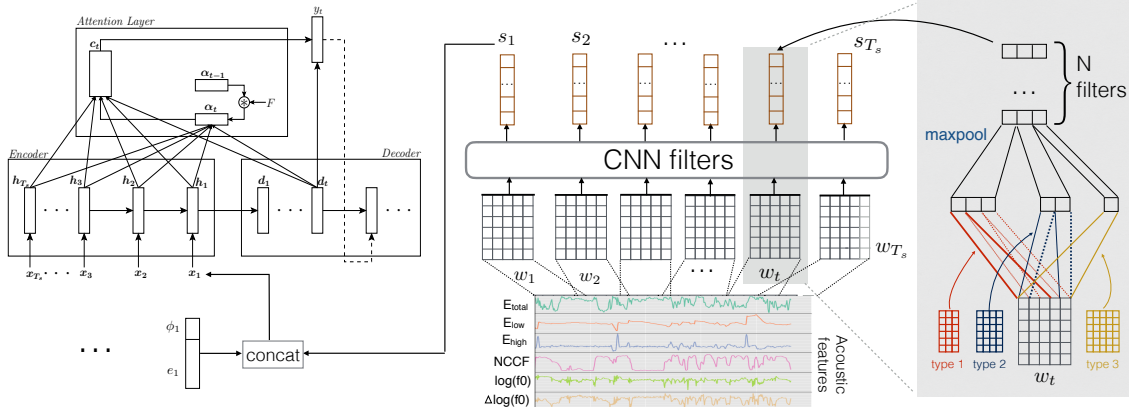 Attention Layer
c_t
y_t
α_{t-1}
α_t
* F
Encoder
Decoder
h_{T_s} h_3 h_2 h_1 d_1 d_t
· · · · · · · · ·
x_{T_s} · · · x_3 x_2 x_1
· · ·
ϕ_1
e_1
concat
s_1 s_2 · · · s_{T_s}
... ... ... ... ... ...
CNN filters
w_1 w_2 ... w_t w_{T_s}
E_total
E_low
E_high
NCCF
log(f0)
Δlog(f0)
Acoustic
features
N
filters
...
maxpool
type 1 type 2 w_t type 3